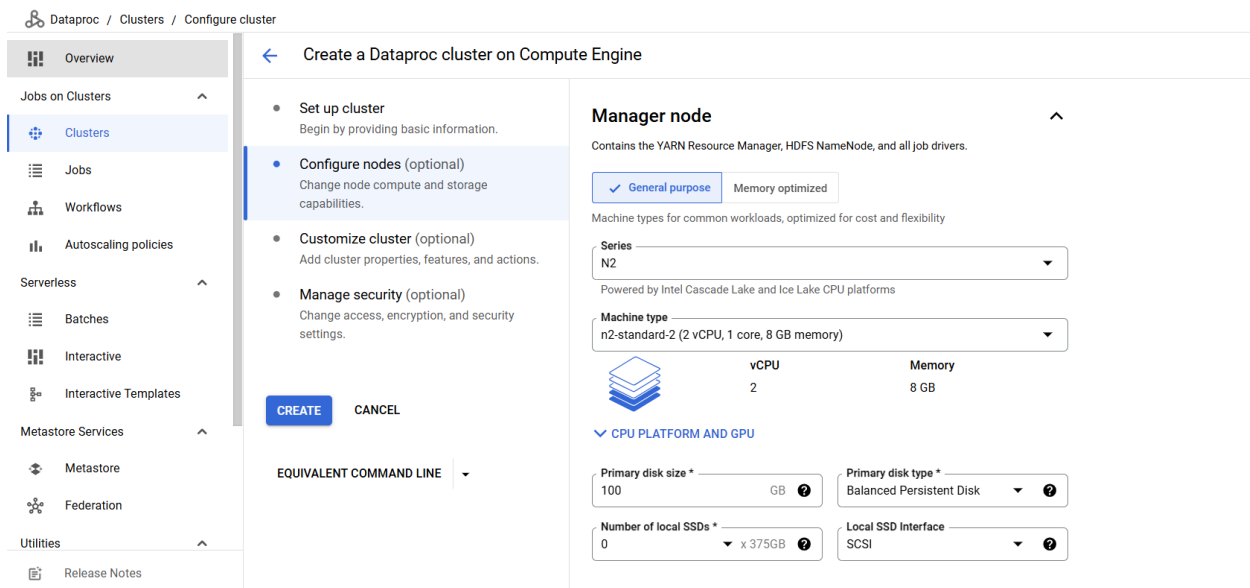 Dataproc / Clusters / Configure cluster
Overview
Jobs on Clusters
Clusters
Jobs
Workflows
Autoscaling policies
Serverless
Batches
Interactive
Interactive Templates
Metastore Services
Metastore
Federation
Utilities
Release Notes
Create a Dataproc cluster on Compute Engine
Set up cluster
Begin by providing basic information.
Configure nodes (optional)
Change node compute and storage
capabilities.
Customize cluster (optional)
Add cluster properties, features, and actions.
Manage security (optional)
Change access, encryption, and security
settings.
CREATE CANCEL
EQUIVALENT COMMAND LINE
Manager node
Contains the YARN Resource Manager, HDFS NameNode, and all job drivers.
General purpose Memory optimized
Machine types for common workloads, optimized for cost and flexibility
Series
N2
Powered by Intel Cascade Lake and Ice Lake CPU platforms
Machine type
n2-standard-2 (2 vCPU, 1 core, 8 GB memory)
vCPU Memory
2 8 GB
CPU PLATFORM AND GPU
Primary disk size * Primary disk type *
100 GB Balanced Persistent Disk
Number of local SSDs * Local SSD Interface
0 x 375GB SCSI